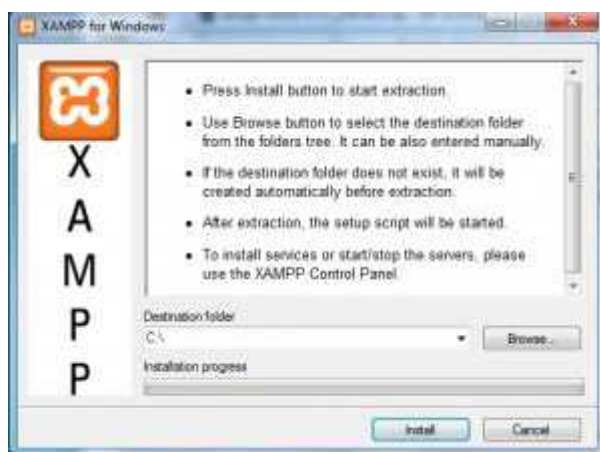 XAMPP for Windows
X
A
M
P
P
• Press Install button to start extraction.
• Use Browse button to select the destination folder
from the folders tree. It can be also entered manually.
• If the destination folder does not exist, it will be
created automatically before extraction.
• After extraction, the setup script will be started.
• To install services or start/stop the servers, please
use the XAMPP Control Panel
Destination folder
C:\
Browse...
Installation progress
Install
Cancel